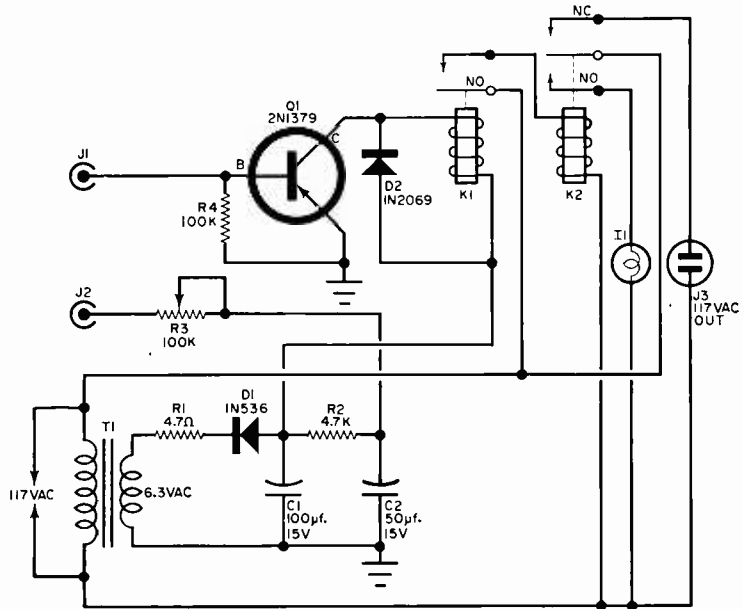 NC
NO
NO
Q1
2N1379
C
B
J1
R4
100K
D2
1N2069
K1
K2
I1
J3
117VAC
OUT
J2
R3
100K
D1
1N536
R1
4.7Ω
R2
4.7K
T1
117VAC
6.3VAC
C1
100µf.
15V
C2
50µf.
15V